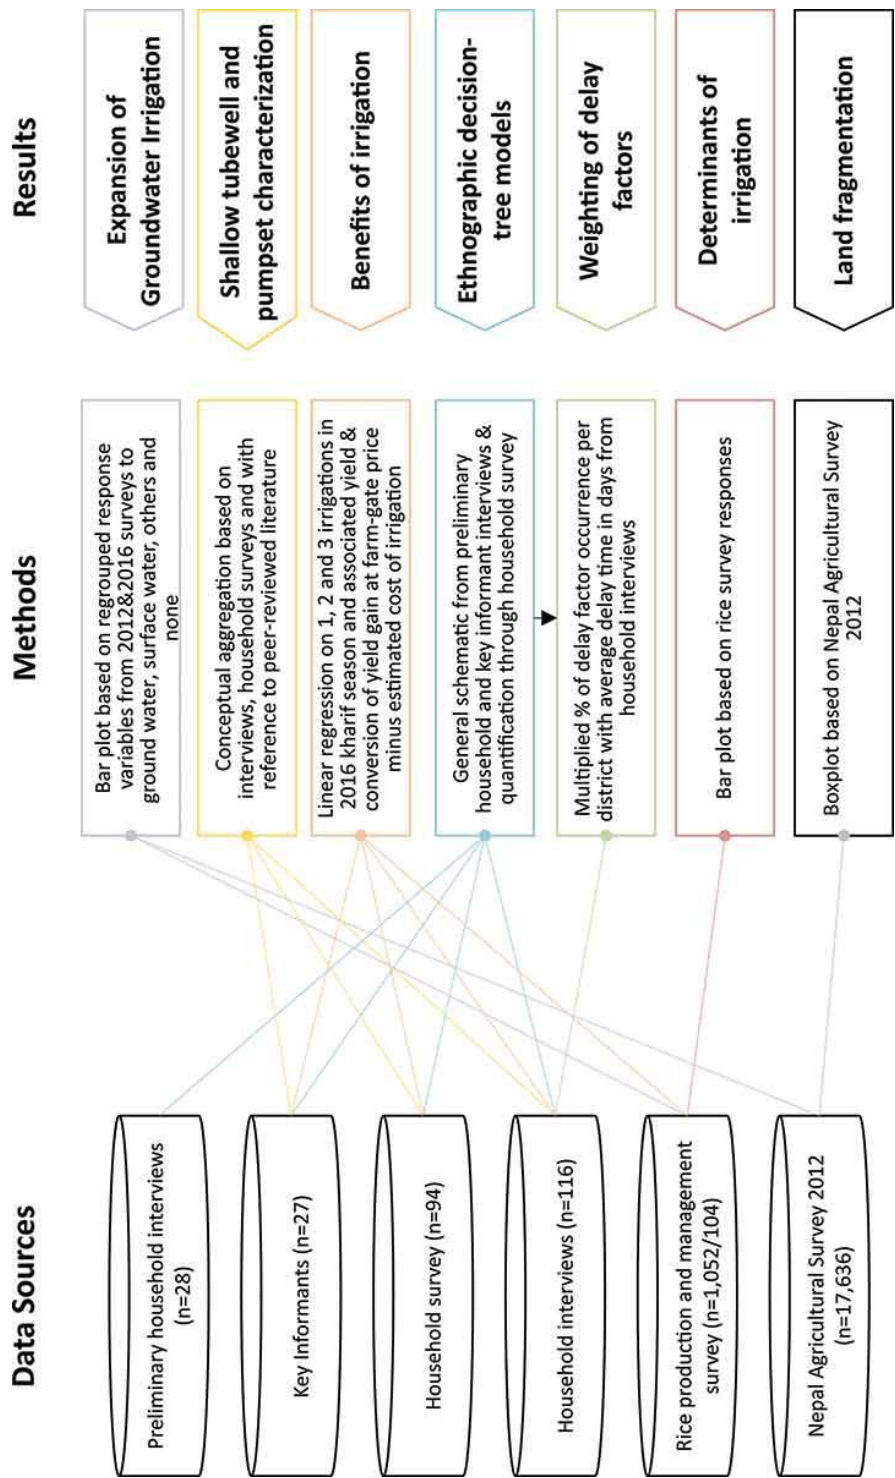 Data Sources
Methods
Results
Preliminary household interviews
(n=28)
Key Informants (n=27)
Household survey (n=94)
Household interviews (n=116)
Rice production and management
survey (n=1,052/104)
Nepal Agricultural Survey 2012
(n=17,636)
Bar plot based on regrouped response
variables from 2012&2016 surveys to
ground water, surface water, others and
none
Conceptual aggregation based on
interviews, household surveys and with
reference to peer-reviewed literature
Linear regression on 1, 2 and 3 irrigations in
2016 kharif season and associated yield &
conversion of yield gain at farm-gate price
minus estimated cost of irrigation
General schematic from preliminary
household and key informant interviews &
quantification through household survey
Multiplied % of delay factor occurrence per
district with average delay time in days from
household interviews
Bar plot based on rice survey responses
Boxplot based on Nepal Agricultural Survey
2012
Expansion of
Groundwater Irrigation
Shallow tubewell and
pumpset characterization
Benefits of irrigation
Ethnographic decision-
tree models
Weighting of delay
factors
Determinants of
irrigation
Land fragmentation